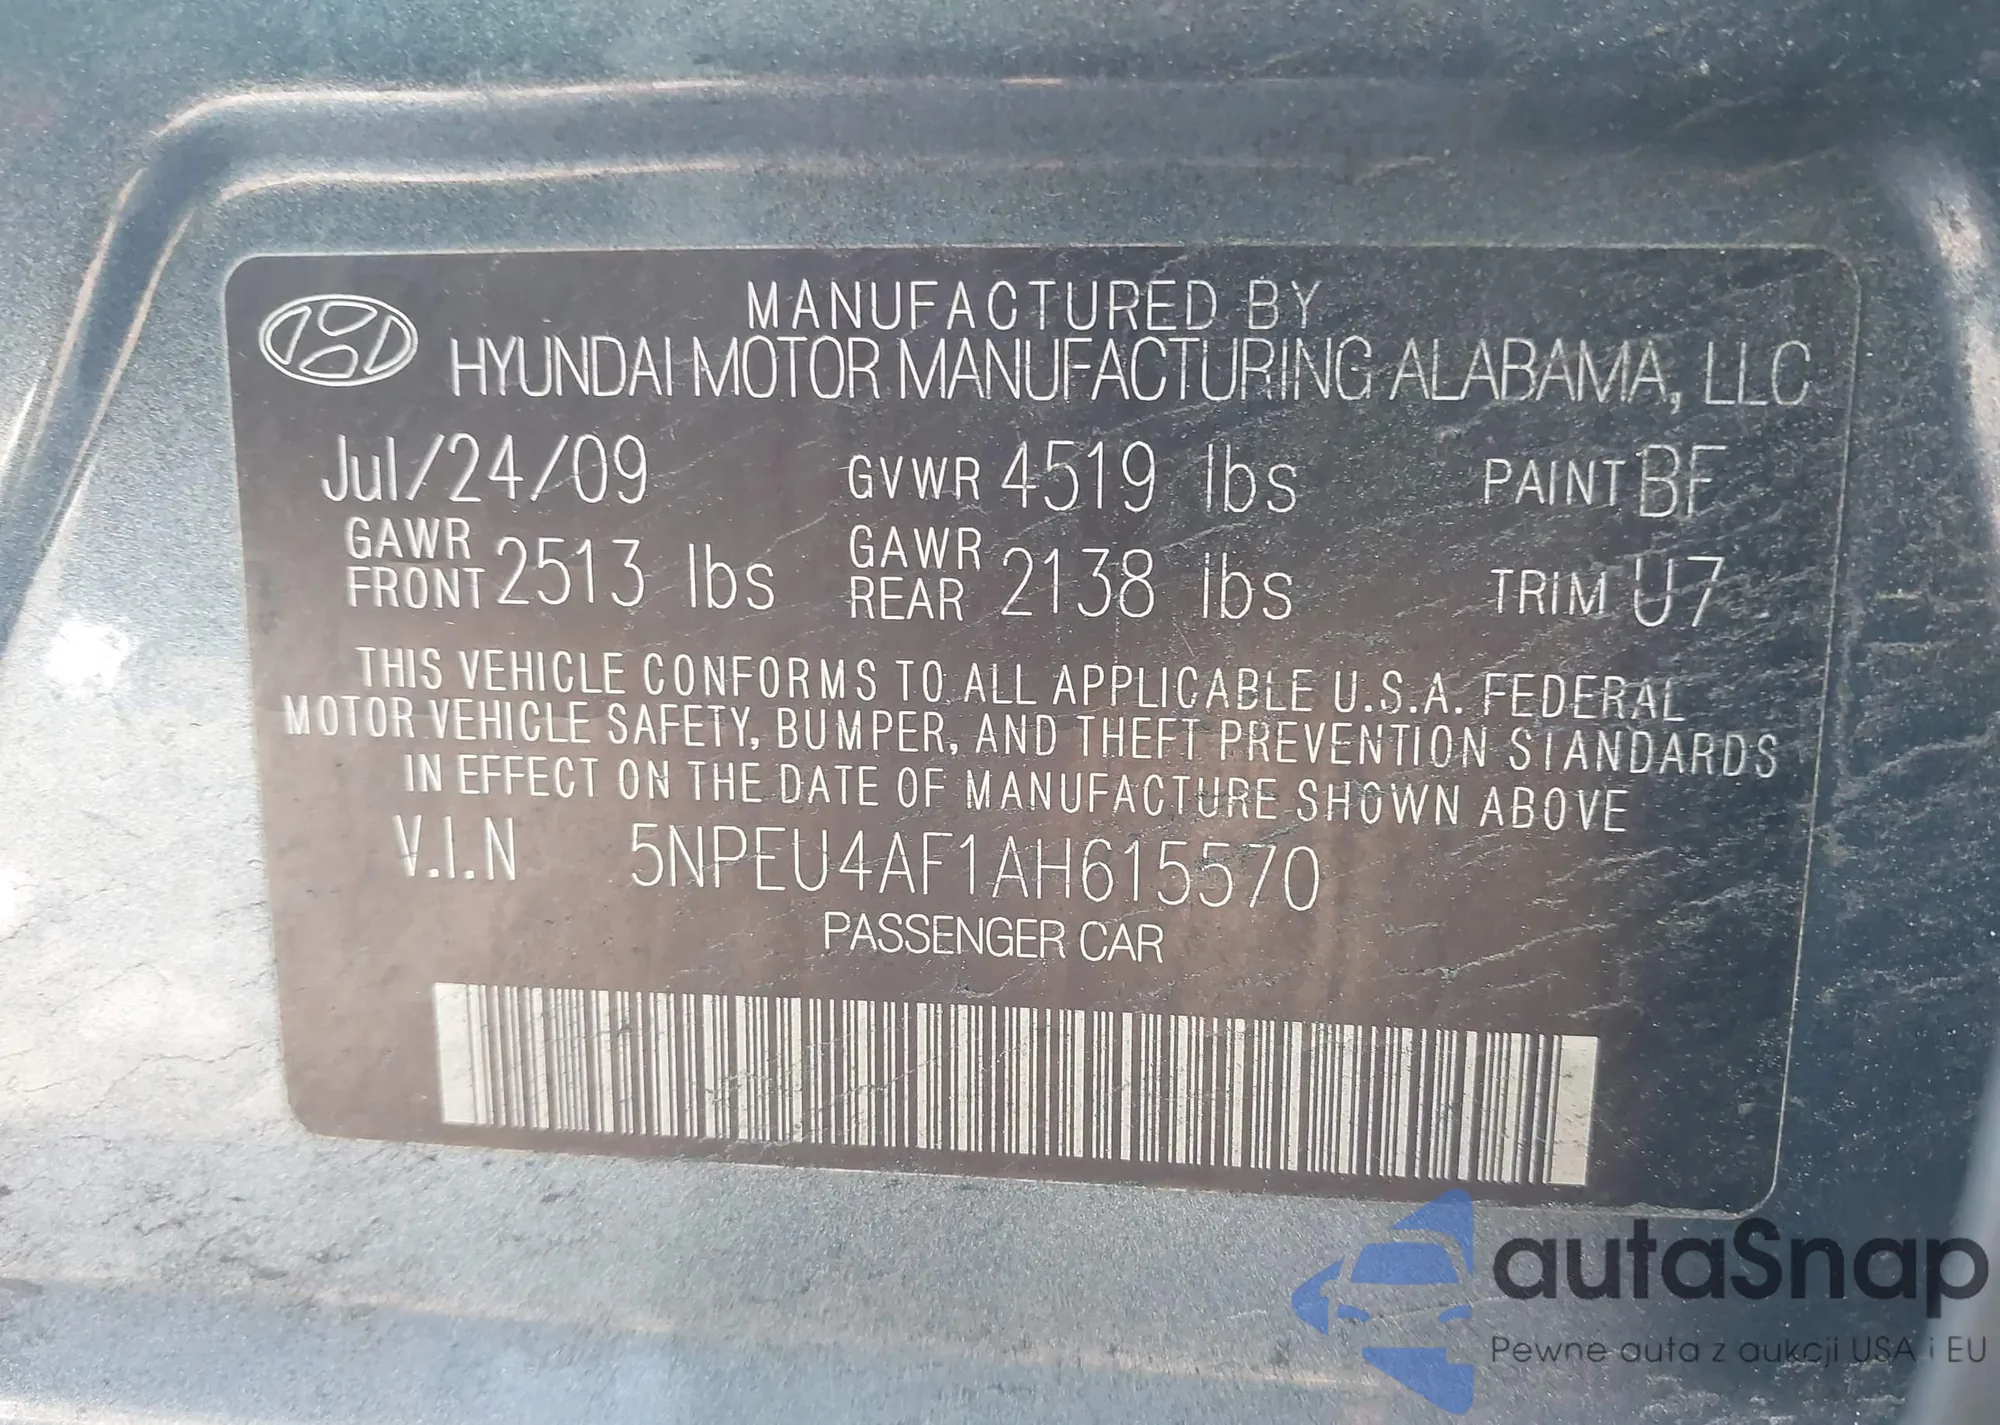 MANUFACTURED BY
HYUNDAI MOTOR MANUFACTURING ALABAMA, LLC
Jul/24/09 GVWR 4519 lbs PAINT BF
GAWR FRONT 2513 lbs GAWR REAR 2138 lbs TRIM U7
THIS VEHICLE CONFORMS TO ALL APPLICABLE U.S.A. FEDERAL
MOTOR VEHICLE SAFETY, BUMPER, AND THEFT PREVENTION STANDARDS
IN EFFECT ON THE DATE OF MANUFACTURE SHOWN ABOVE
V.I.N 5NPEU4AF1AH615570
PASSENGER CAR
autaSnap
Pewne auta z aukcji USA i EU